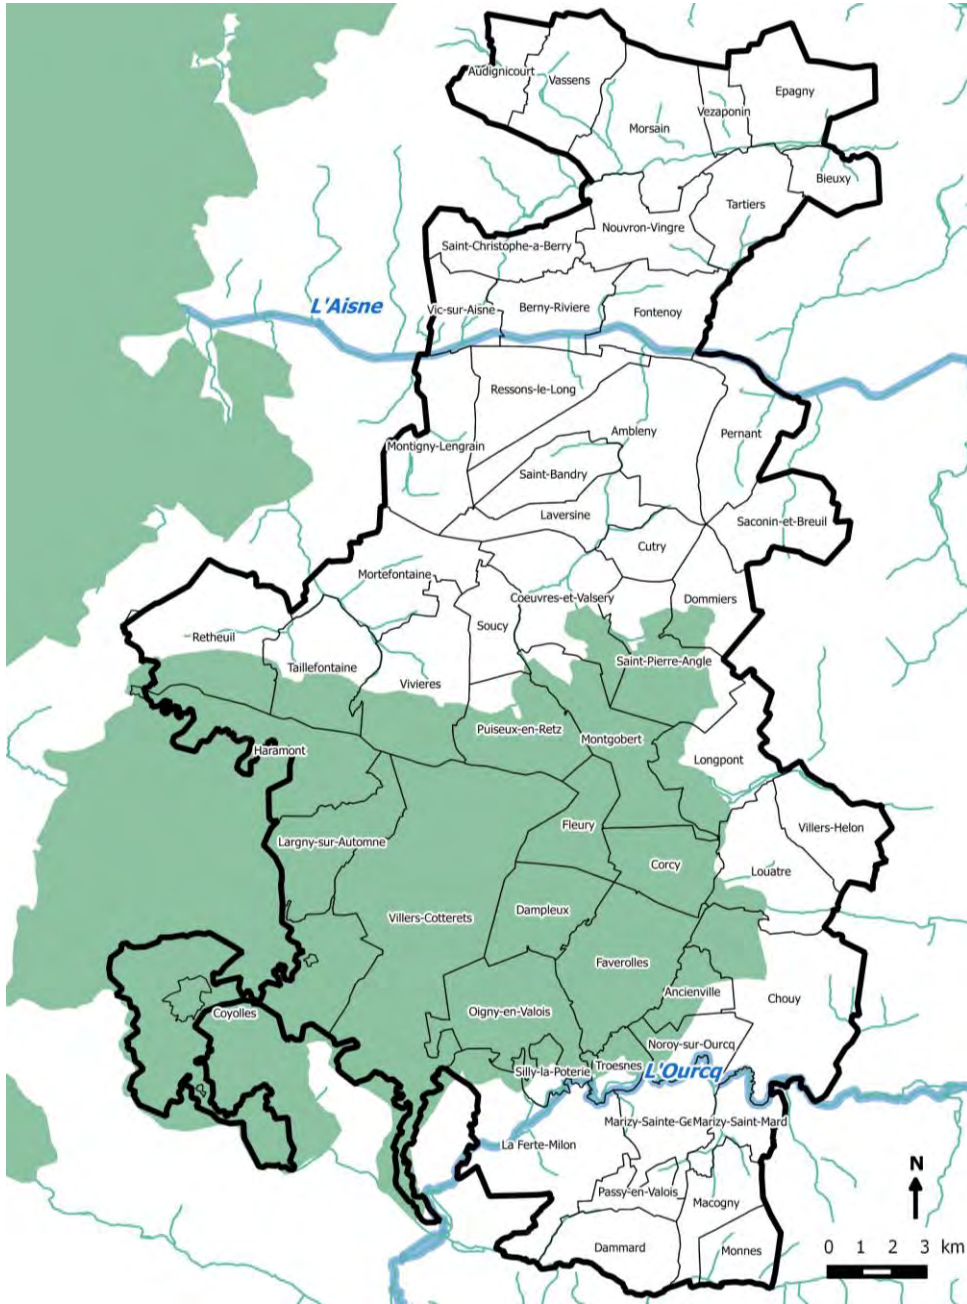 Audignicourt
Vassens
Epagny
Vezaponin
Morsain
Bieuxy
Tartiers
Nouvron-Vingre
Saint-Christophe-a-Berry
L'Aisne
Vic-sur-Aisne
Berny-Riviere
Fontenoy
Ressons-le-Long
Ambleny
Pernant
Montigny-Lengrain
Saint-Bandry
Laversine
Saconin-et-Breuil
Cutry
Mortefontaine
Coeuvres-et-Valsery
Dommiers
Soucy
Retheuil
Taillefontaine
Saint-Pierre-Angle
Vivieres
Puiseux-en-Retz
Montgobert
Haramont
Longpont
Fleury
Villers-Helon
Largny-sur-Automne
Corcy
Louatre
Villers-Cotterets
Dampleux
Faverolles
Ancienville
Chouy
Oigny-en-Valois
Coyolles
Noroy-sur-Ourcq
Silly-la-Poterie
Troesnes
L'Ourcq
Marizy-Sainte-Ge
Marizy-Saint-Mard
La Ferte-Milon
Passy-en-Valois
Macogny
Dammard
Monnes
N
0 1 2 3 km